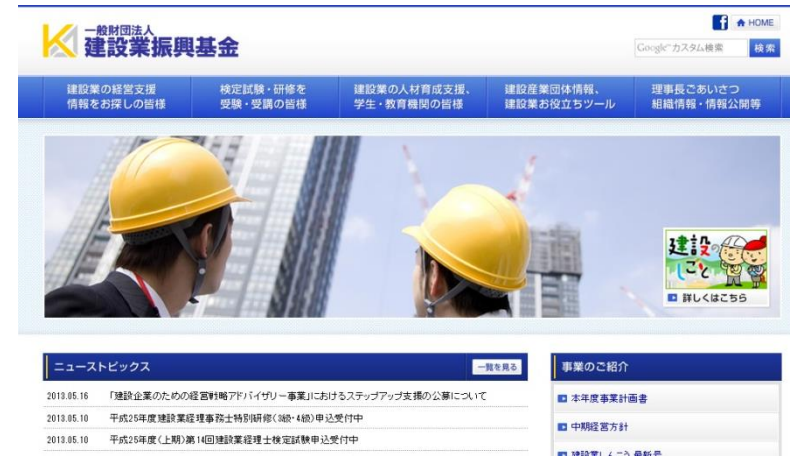 HOME
一般財団法人
建設業振興基金
Google™カスタム検索
検索
建設業の経営支援
情報をお探しの皆様
検定試験・研修を
受験・受講の皆様
建設業の人材育成支援、
学生・教育機関の皆様
建設産業団体情報、
建設業お役立ちツール
理事長ごあいさつ
組織情報・情報公開等
建設の
しごと
詳しくはこちら
ニューストピックス
一覧を見る
2013.05.16 「建設企業のための経営戦略アドバイザリー事業」におけるステップアップ支援の公募について
2013.05.10 平成25年度建設業経理事務士特別研修(3級・4級)申込受付中
2013.05.10 平成25年度(上期)第14回建設業経理士検定試験申込受付中
事業のご紹介
本年度事業計画書
中期経営方針
建設業しんこう 最新号